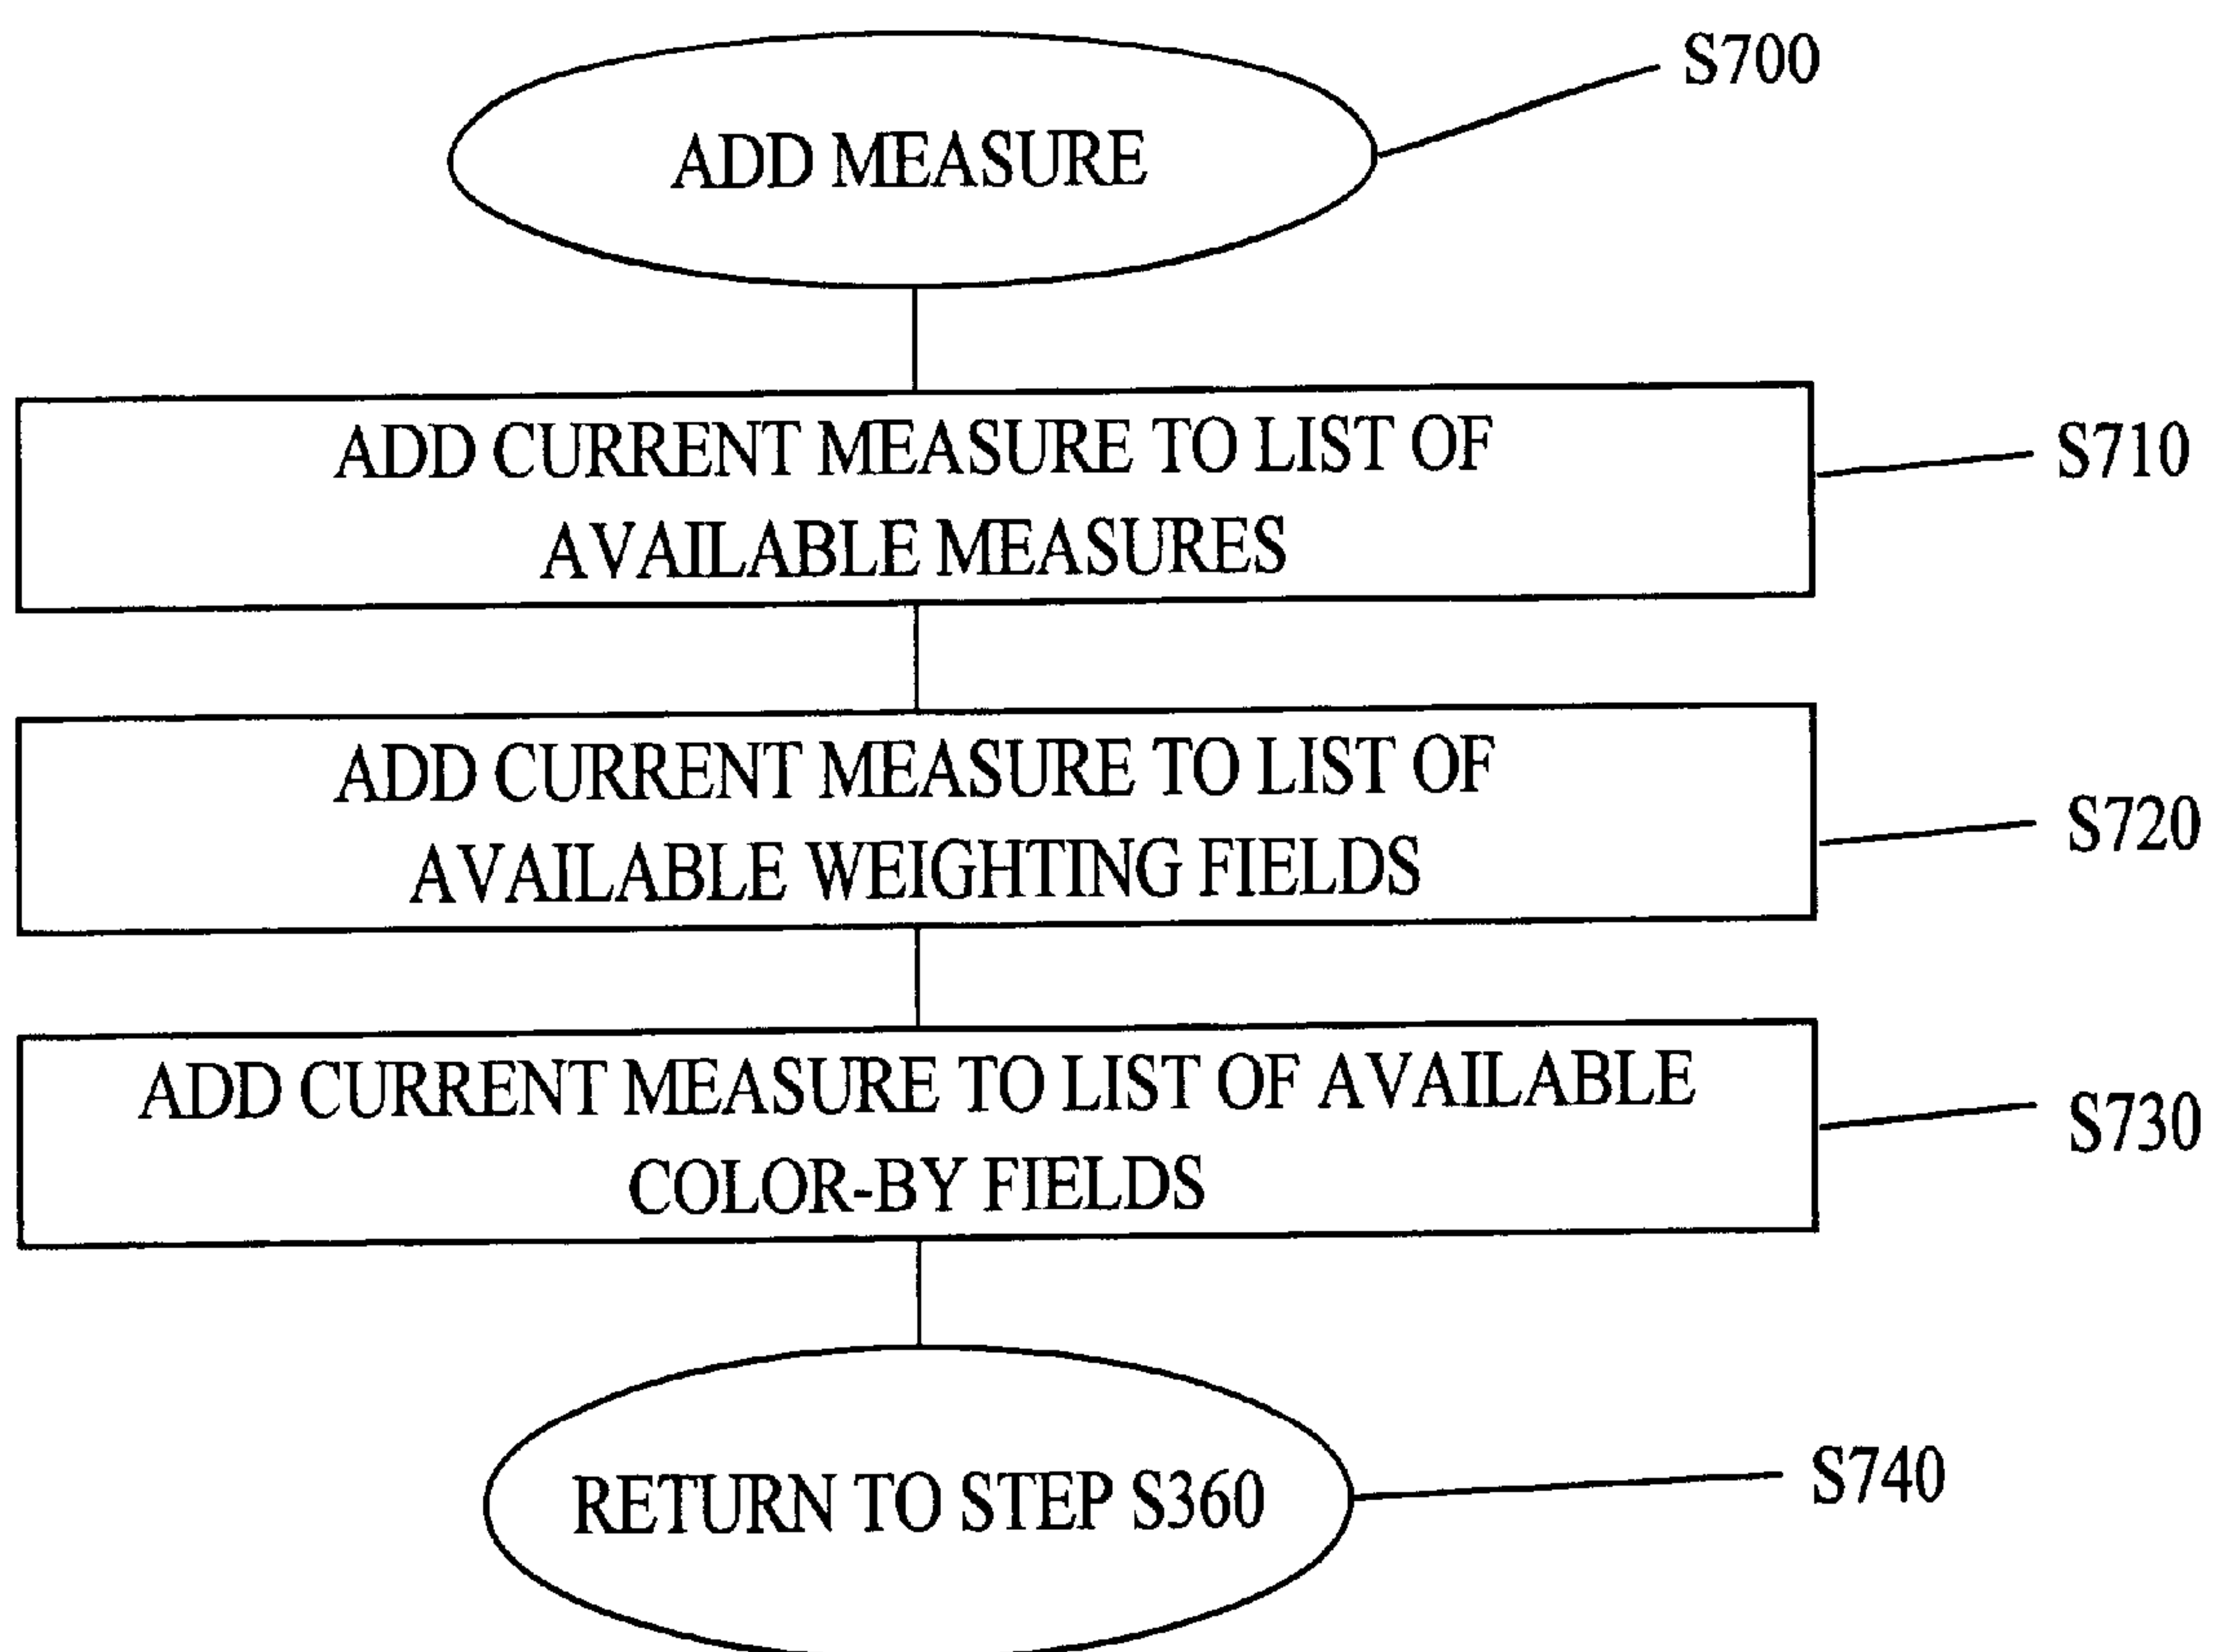 ADD MEASURE
S700
ADD CURRENT MEASURE TO LIST OF
AVAILABLE MEASURES
S710
ADD CURRENT MEASURE TO LIST OF
AVAILABLE WEIGHTING FIELDS
S720
ADD CURRENT MEASURE TO LIST OF AVAILABLE
COLOR-BY FIELDS
S730
RETURN TO STEP S360
S740